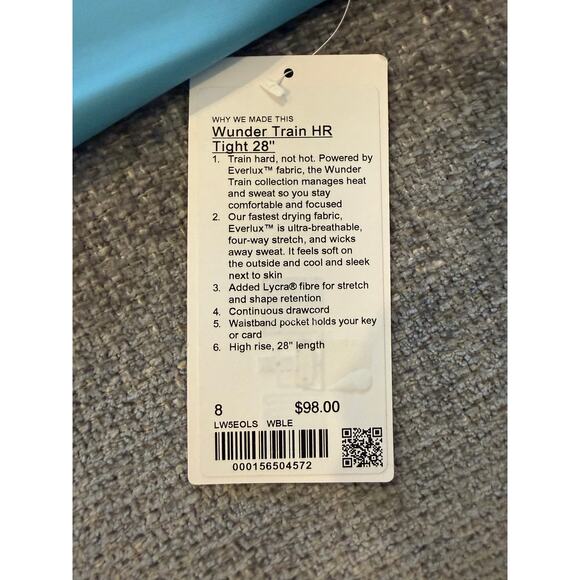 WHY WE MADE THIS
Wunder Train HR
Tight 28"
1. Train hard, not hot. Powered by
Everlux™ fabric, the Wunder
Train collection manages heat
and sweat so you stay
comfortable and focused
2. Our fastest drying fabric,
Everlux™ is ultra-breathable,
four-way stretch, and wicks
away sweat. It feels soft on
the outside and cool and sleek
next to skin
3. Added Lycra® fibre for stretch
and shape retention
4. Continuous drawcord
5. Waistband pocket holds your key
or card
6. High rise, 28" length
8 $98.00
LW5EOLS WBLE
000156504572